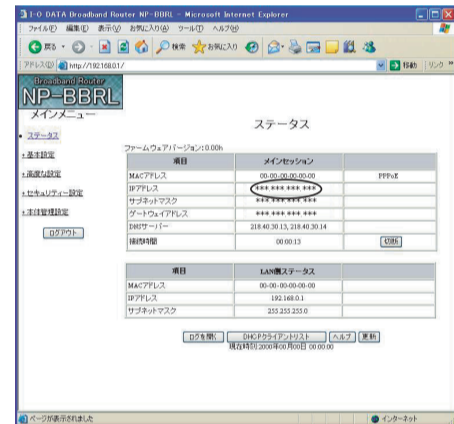 I-O DATA Broadband Router NP-BBRL - Microsoft Internet Explorer
ファイル(F) 編集(E) 表示(V) お気に入り(A) ツール(T) ヘルプ(H)
戻る 検索 お気に入り
アドレス(D) http://192.168.0.1/ 移動 リンク
Broadband Router
NP-BBRL
メインメニュー
ステータス
基本設定
高度な設定
セキュリティー設定
本体管理設定
ログアウト
ステータス
ファームウェアバージョン:0.00h
項目 メインセッション
MACアドレス 00-00-00-00-00-00 PPPoE
IPアドレス ***.***.***.***
サブネットマスク ***.***.***.***
ゲートウェイアドレス ***.***.***.***
DNSサーバー 218.40.30.13, 218.40.30.14
接続時間 00:00:13 切断
項目 LAN側ステータス
MACアドレス 00-00-00-00-00-00
IPアドレス 192.168.0.1
サブネットマスク 255.255.255.0
ログを開く DHCPクライアントリスト ヘルプ 更新
現在時刻:2000年00月00日 00:00:00
ページが表示されました インターネット